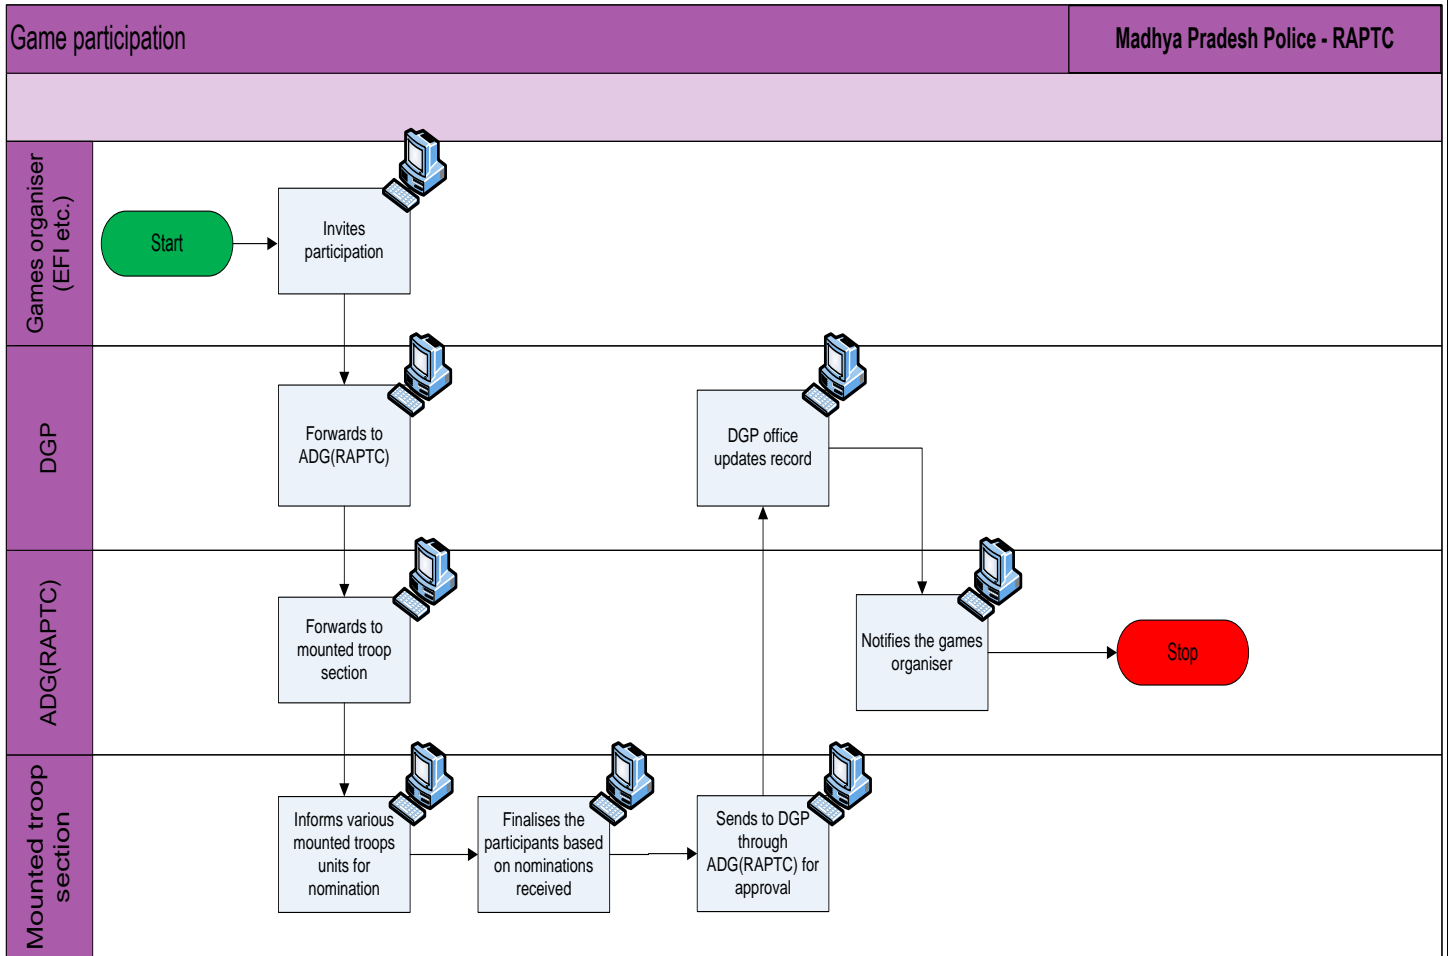 Game participation
Madhya Pradesh Police - RAPTC
Games organiser
(EFI etc.)
Start
Invites
participation
DGP
Forwards to
ADG(RAPTC)
DGP office
updates record
ADG(RAPTC)
Forwards to
mounted troop
section
Notifies the games
organiser
Stop
Mounted troop
section
Informs various
mounted troops
units for
nomination
Finalises the
participants based
on nominations
received
Sends to DGP
through
ADG(RAPTC) for
approval